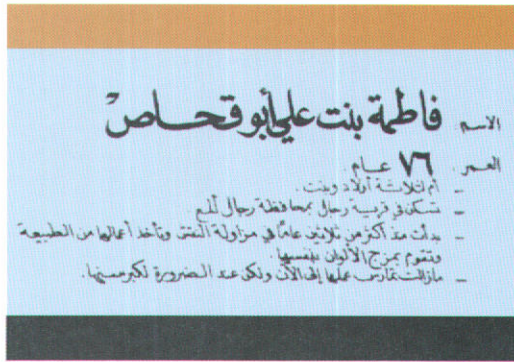 الاسم: فاطمة بنت علي أبو قحاص
العمر: ٧٦ عام.
- أم لثلاثة أولاد وبنت.
- تسكن في قرية رجال بمحافظة رجال ألمع
- بدأت منذ أكثر من ثلاثين عامًا في مزاولة النقش وتأخذ أعمالها من الطبيعة
وتقوم بمزج الألوان بنفسها.
- مازالت تمارس عملها إلى الآن ولكن عند الضرورة لكبر سنها.